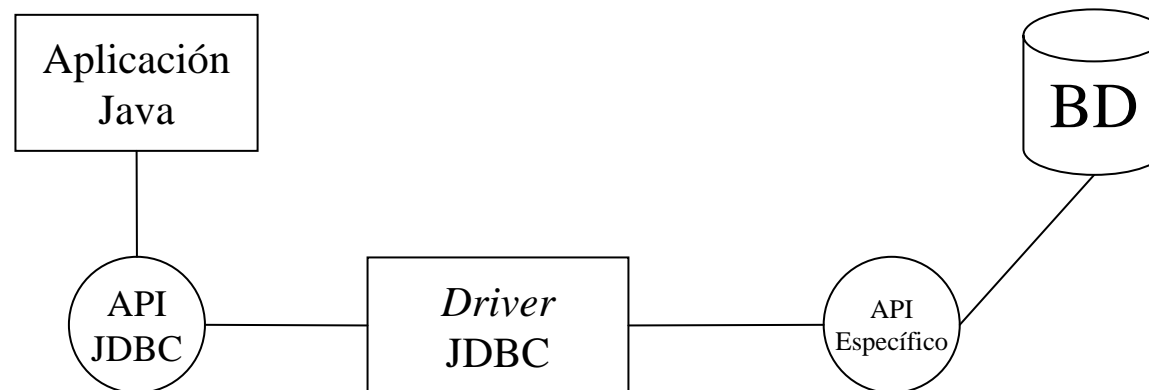 Aplicación
Java
BD
API
JDBC
Driver
JDBC
API
Específico